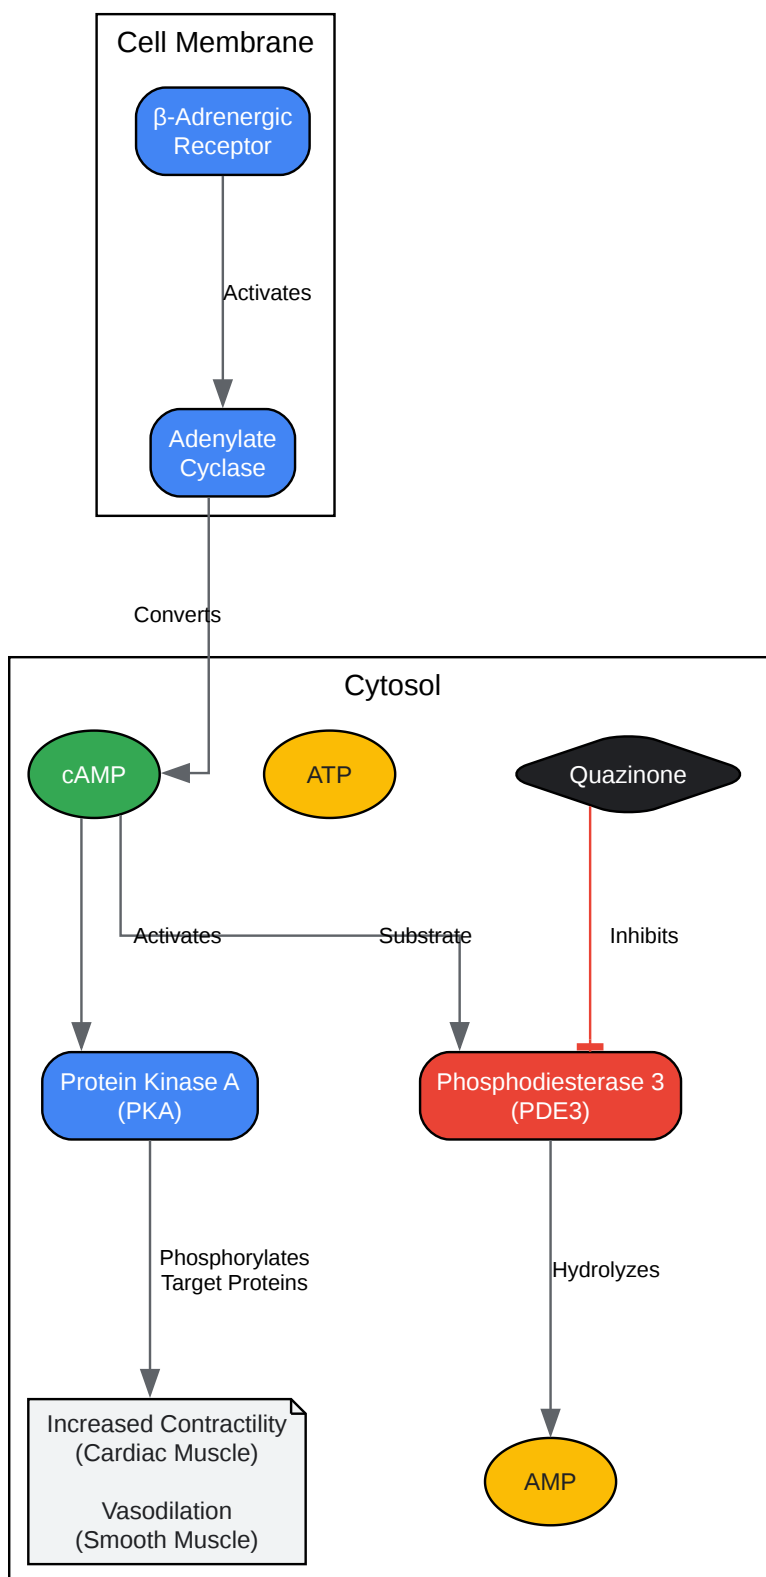 Cell Membrane
β-Adrenergic
Receptor
Activates
Adenylate
Cyclase
Converts
Cytosol
cAMP
ATP
Quazinone
Activates
Substrate
Inhibits
Protein Kinase A
(PKA)
Phosphodiesterase 3
(PDE3)
Phosphorylates
Target Proteins
Hydrolyzes
Increased Contractility
(Cardiac Muscle)
Vasodilation
(Smooth Muscle)
AMP